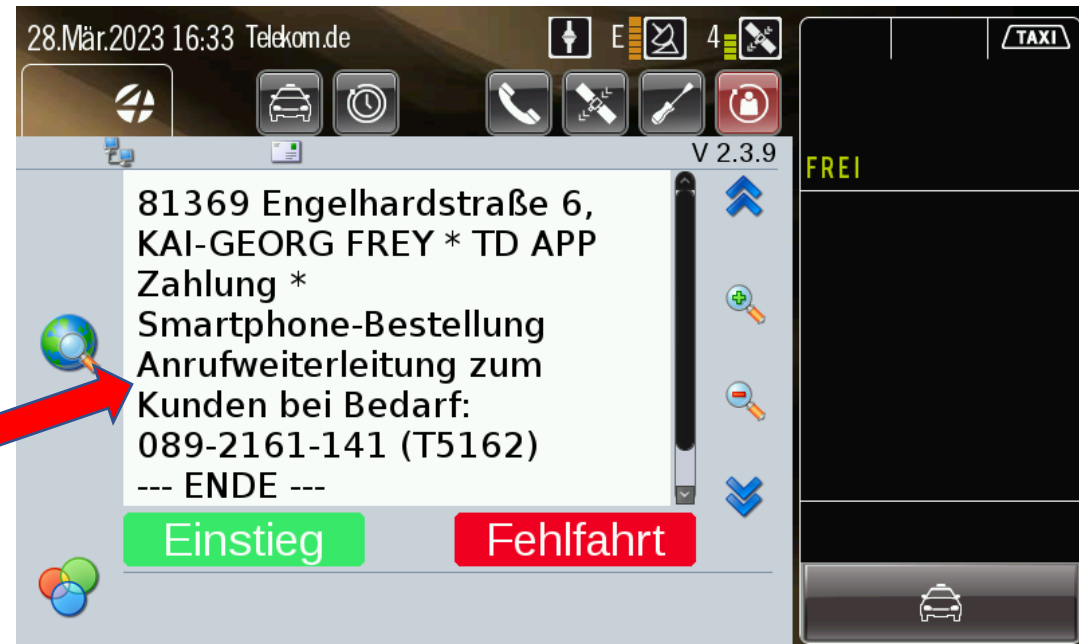 28.Mär.2023 16:33 Telekom.de
E
4
TAXI
V 2.3.9
FREI
81369 Engelhardstraße 6,
KAI-GEORG FREY * TD APP
Zahlung *
Smartphone-Bestellung
Anrufweiterleitung zum
Kunden bei Bedarf:
089-2161-141 (T5162)
--- ENDE ---
Einstieg
Fehlfahrt